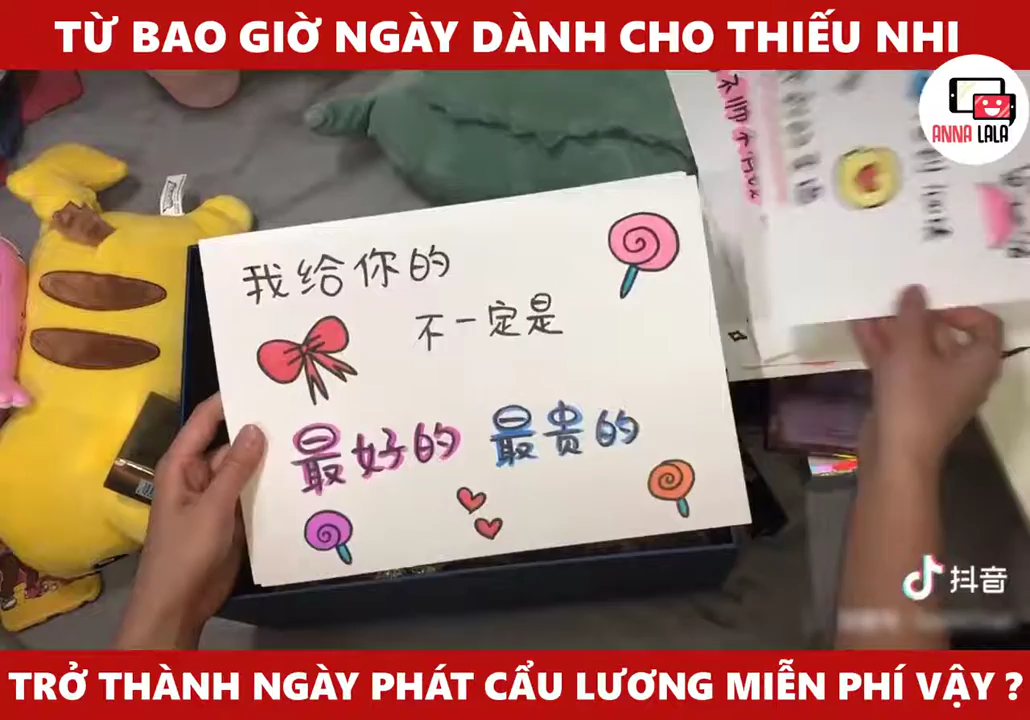 TỪ BAO GIỜ NGÀY DÀNH CHO THIẾU NHI
ANNA LALA
我给你的
不一定是
最好的 最贵的
抖音
TRỞ THÀNH NGÀY PHÁT CẨU LƯƠNG MIỄN PHÍ VẬY ?